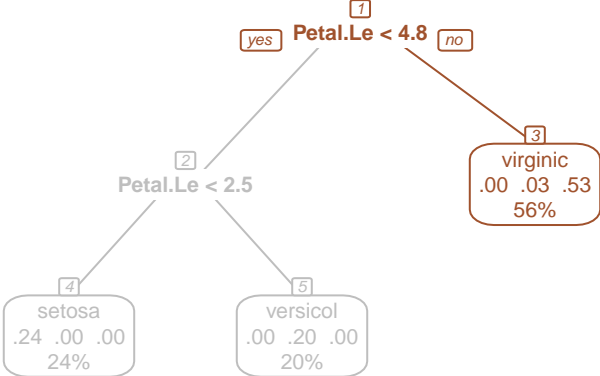 1
yes Petal.Le < 4.8 no
2
Petal.Le < 2.5
3
virginic
.00 .03 .53
56%
4
setosa
.24 .00 .00
24%
5
versicol
.00 .20 .00
20%